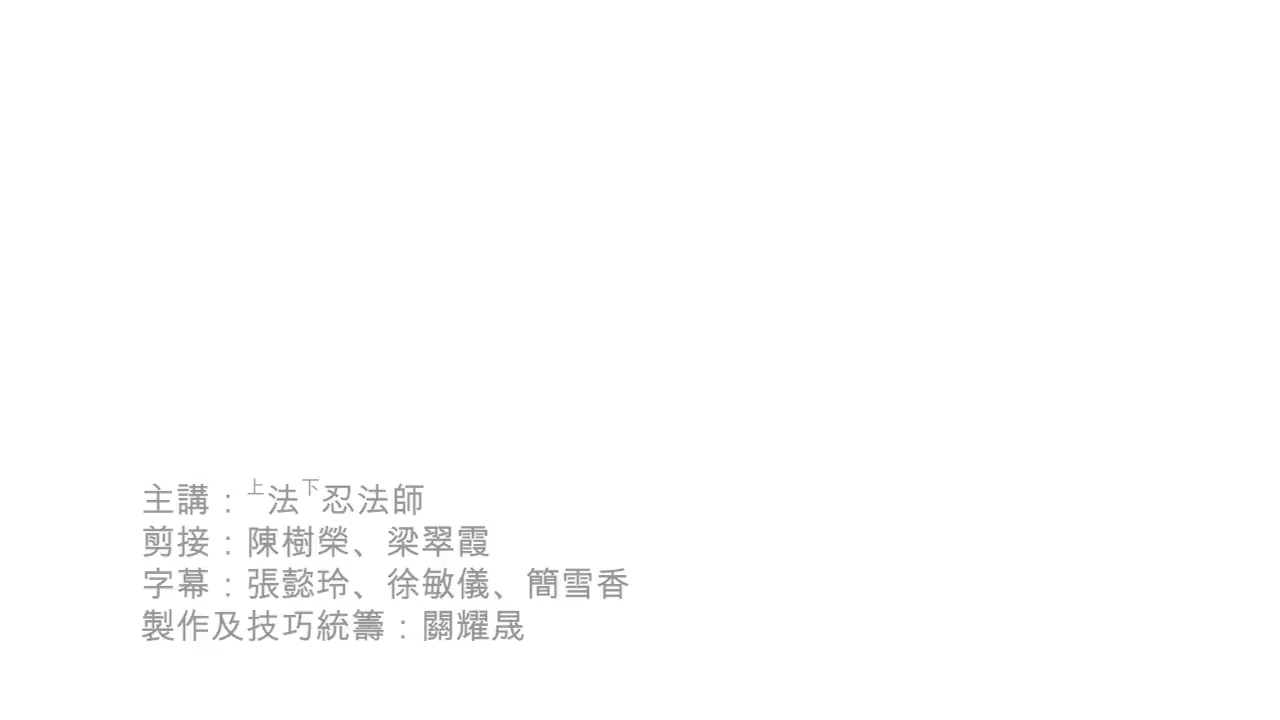 主講：上法下忍法師
剪接：陳樹榮、梁翠霞
字幕：張懿玲、徐敏儀、簡雪香
製作及技巧統籌：關耀晟